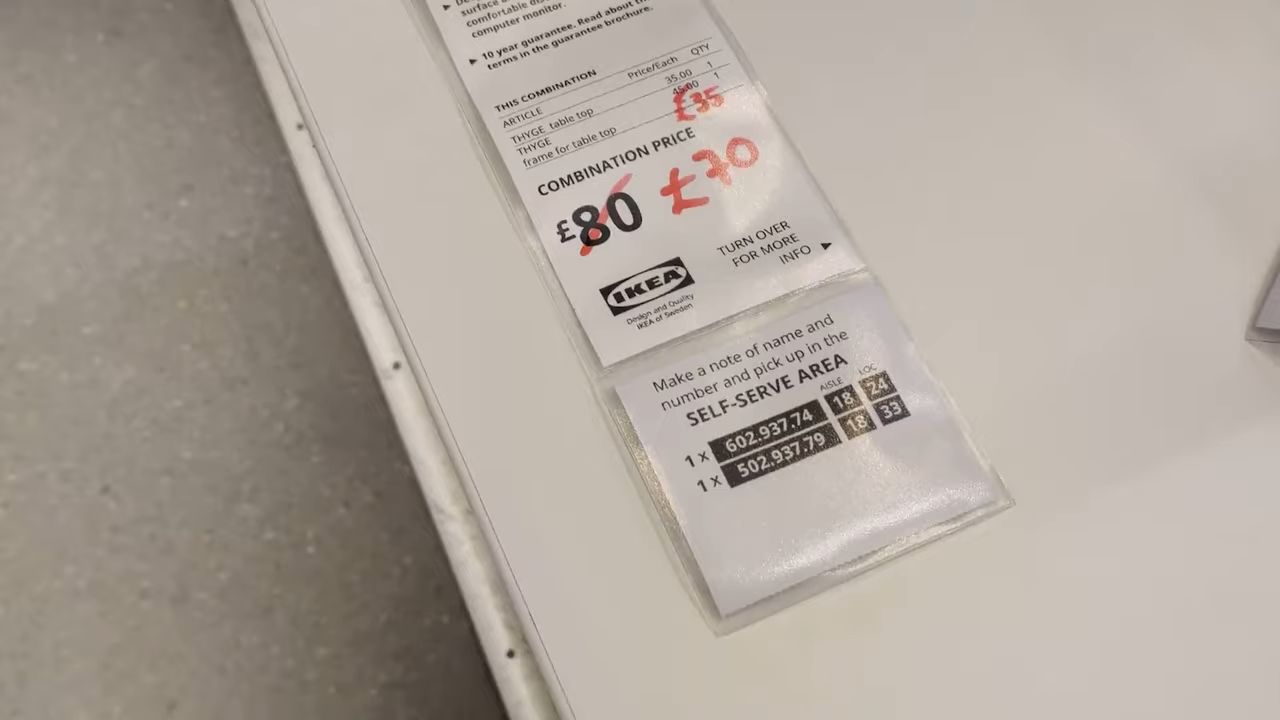 surface a
comfortable dis
computer monitor.
▶ 10 year guarantee. Read about th
terms in the guarantee brochure.
THIS COMBINATION
ARTICLE Price/Each QTY
THYGE table top 35.00 1
THYGE 45.00 1
frame for table top £35
COMBINATION PRICE
£80 £70
TURN OVER
FOR MORE
INFO ▶
IKEA
Design and Quality
IKEA of Sweden
Make a note of name and
number and pick up in the
SELF-SERVE AREA
AISLE LOC
1 x 602.937.74 18 24
1 x 502.937.79 18 33